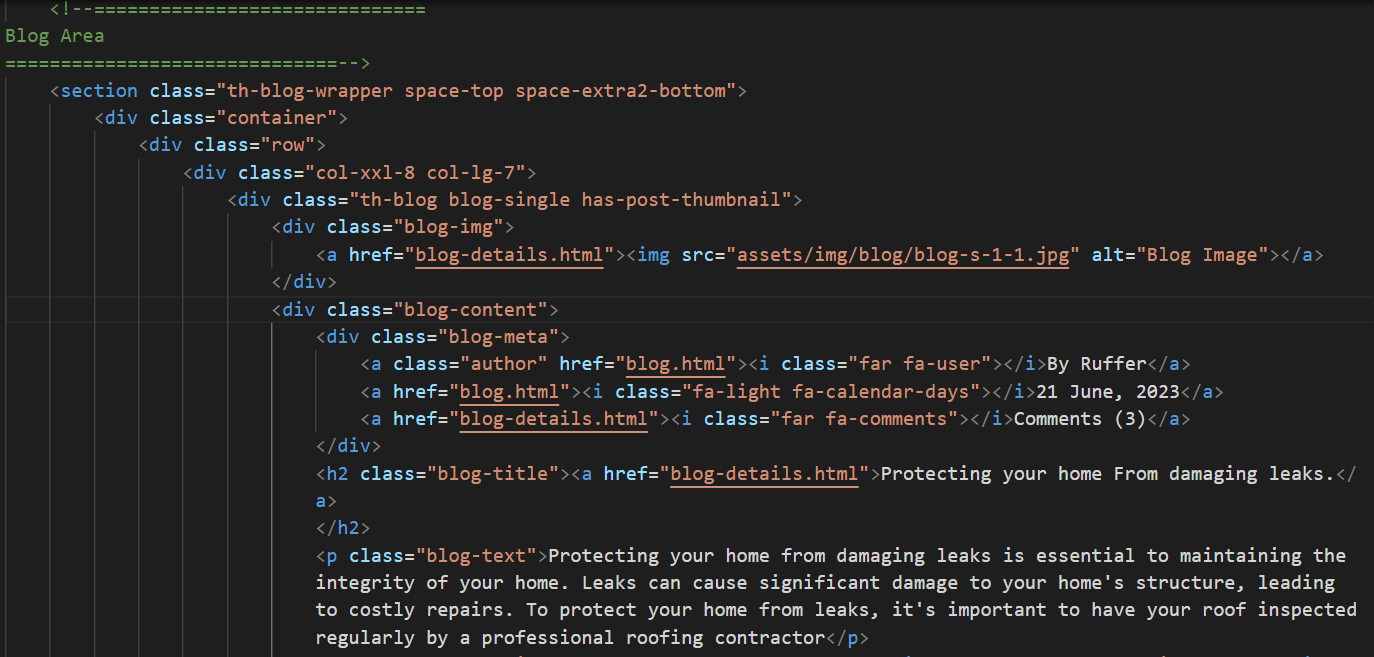 <!--==============================
Blog Area
==============================-->
<section class="th-blog-wrapper space-top space-extra2-bottom">
<div class="container">
<div class="row">
<div class="col-xxl-8 col-lg-7">
<div class="th-blog blog-single has-post-thumbnail">
<div class="blog-img">
<a href="blog-details.html"><img src="assets/img/blog/blog-s-1-1.jpg" alt="Blog Image"></a>
</div>
<div class="blog-content">
<div class="blog-meta">
<a class="author" href="blog.html"><i class="far fa-user"></i>By Ruffer</a>
<a href="blog.html"><i class="fa-light fa-calendar-days"></i>21 June, 2023</a>
<a href="blog-details.html"><i class="far fa-comments"></i>Comments (3)</a>
</div>
<h2 class="blog-title"><a href="blog-details.html">Protecting your home From damaging leaks.</
a>
</h2>
<p class="blog-text">Protecting your home from damaging leaks is essential to maintaining the
integrity of your home. Leaks can cause significant damage to your home's structure, leading
to costly repairs. To protect your home from leaks, it's important to have your roof inspected
regularly by a professional roofing contractor</p>